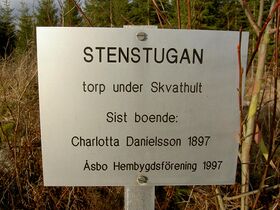 STENSTUGAN
torp under Skvathult
Sist boende:
Charlotta Danielsson 1897
Åsbo Hembygdsförening 1997